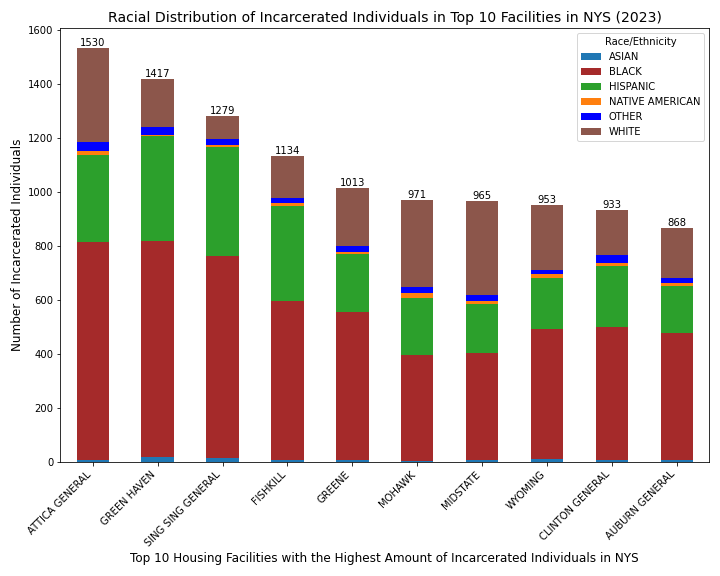 Racial Distribution of Incarcerated Individuals in Top 10 Facilities in NYS (2023)
Number of Incarcerated Individuals
1600
1400
1200
1000
800
600
400
200
0
1530
1417
1279
1134
1013
971
965
953
933
868
Race/Ethnicity
ASIAN
BLACK
HISPANIC
NATIVE AMERICAN
OTHER
WHITE
ATTICA GENERAL
GREEN HAVEN
SING SING GENERAL
FISHKILL
GREENE
MOHAWK
MIDSTATE
WYOMING
CLINTON GENERAL
AUBURN GENERAL
Top 10 Housing Facilities with the Highest Amount of Incarcerated Individuals in NYS